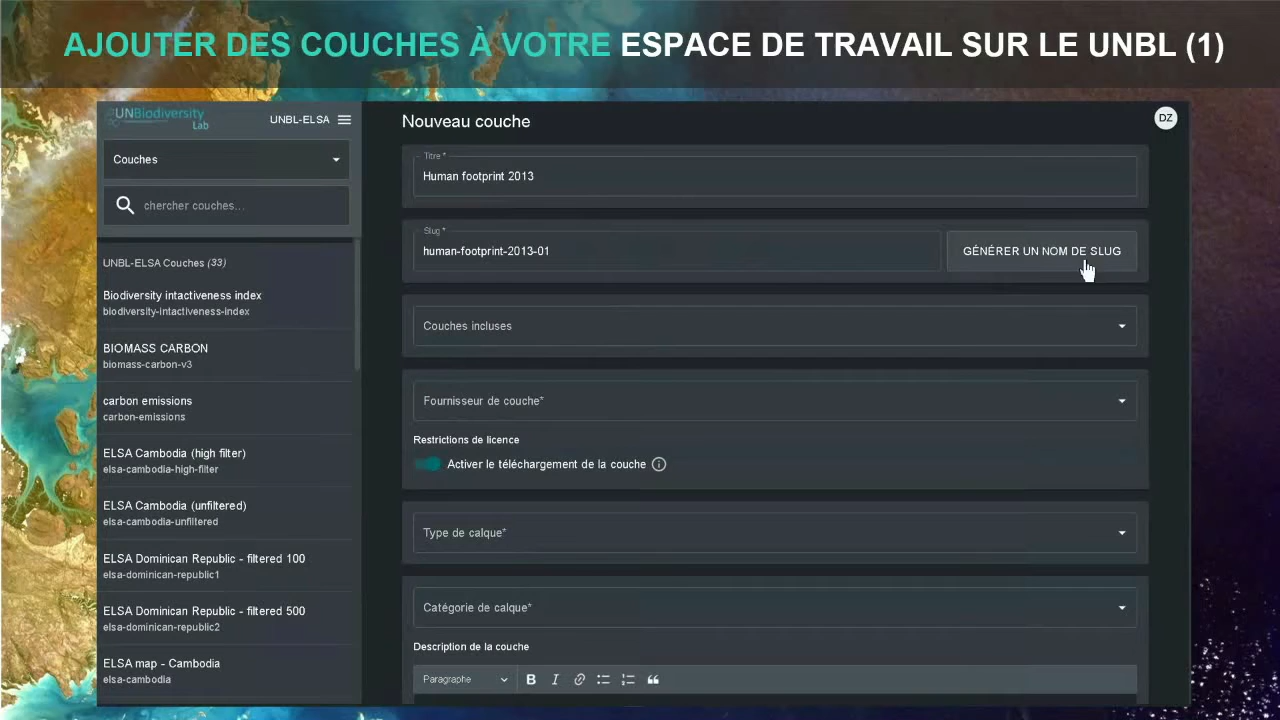 AJOUTER DES COUCHES À VOTRE ESPACE DE TRAVAIL SUR LE UNBL (1)
UNBiodiversity
Lab
UNBL-ELSA
Couches
chercher couches...
UNBL-ELSA Couches (33)
Biodiversity intactiveness index
biodiversity-intactiveness-index
BIOMASS CARBON
biomass-carbon-v3
carbon emissions
carbon-emissions
ELSA Cambodia (high filter)
elsa-cambodia-high-filter
ELSA Cambodia (unfiltered)
elsa-cambodia-unfiltered
ELSA Dominican Republic - filtered 100
elsa-dominican-republic1
ELSA Dominican Republic - filtered 500
elsa-dominican-republic2
ELSA map - Cambodia
elsa-cambodia
Nouveau couche
DZ
Titre *
Human footprint 2013
Slug *
human-footprint-2013-01
GÉNÉRER UN NOM DE SLUG
Couches incluses
Fournisseur de couche*
Restrictions de licence
Activer le téléchargement de la couche
Type de calque*
Catégorie de calque*
Description de la couche
Paragraphe